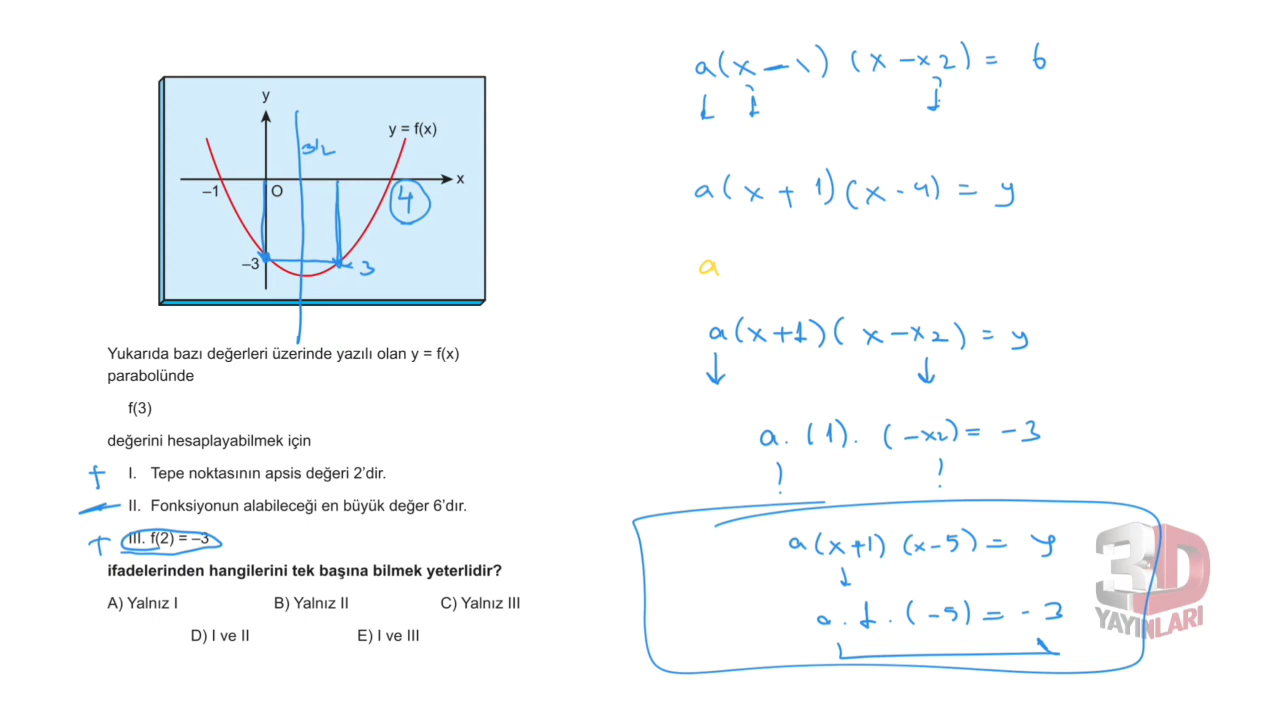 y
y = f(x)
3/2
–1
O
x
4
–3
3
Yukarıda bazı değerleri üzerinde yazılı olan y = f(x)
parabolünde
f(3)
değerini hesaplayabilmek için
+ I. Tepe noktasının apsis değeri 2'dir.
– II. Fonksiyonun alabileceği en büyük değer 6'dır.
+ III. f(2) = –3
ifadelerinden hangilerini tek başına bilmek yeterlidir?
A) Yalnız I B) Yalnız II C) Yalnız III
D) I ve II E) I ve III
a(x – \) (x – x2) = 6
a(x + 1)(x - 4) = y
a
a(x+1)(x – x2) = y
a. (1). (–x2) = –3
? ?
a(x+1) (x–5) = y
a. 1. (–5) = - 3
3D
YAYINLARI